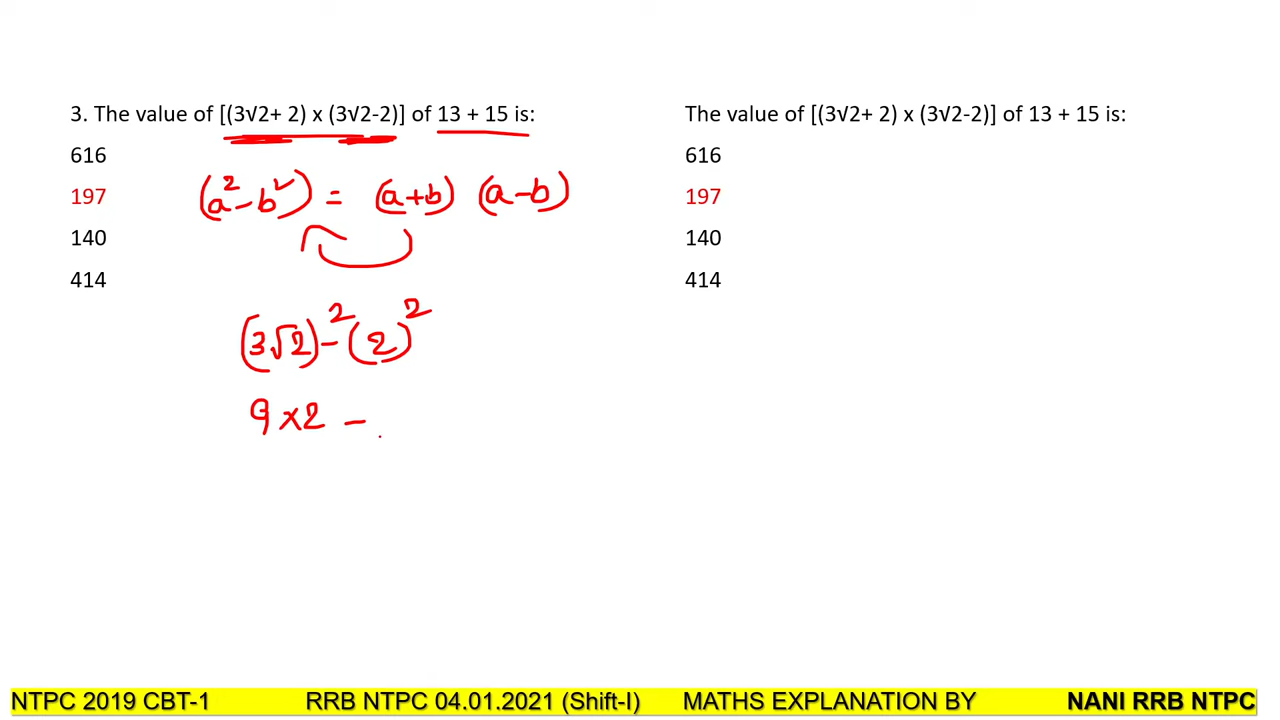 3. The value of [(3√2+ 2) x (3√2-2)] of 13 + 15 is:
616
197
140
414
(a² - b²) = (a+b) (a-b)
(3√2)² - (2)²
9 x 2 -
The value of [(3√2+ 2) x (3√2-2)] of 13 + 15 is:
616
197
140
414
NTPC 2019 CBT-1 RRB NTPC 04.01.2021 (Shift-I) MATHS EXPLANATION BY NANI RRB NTPC